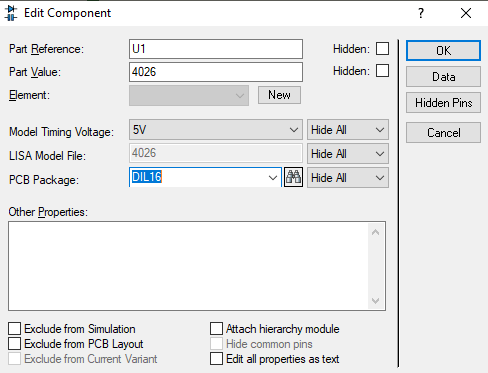 Edit Component
? ×
Part Reference: U1 Hidden: OK
Part Value: 4026 Hidden: Data
Element: New Hidden Pins
Model Timing Voltage: 5V Hide All Cancel
LISA Model File: 4026 Hide All
PCB Package: DIL16 Hide All
Other Properties:
Exclude from Simulation Attach hierarchy module
Exclude from PCB Layout Hide common pins
Exclude from Current Variant Edit all properties as text